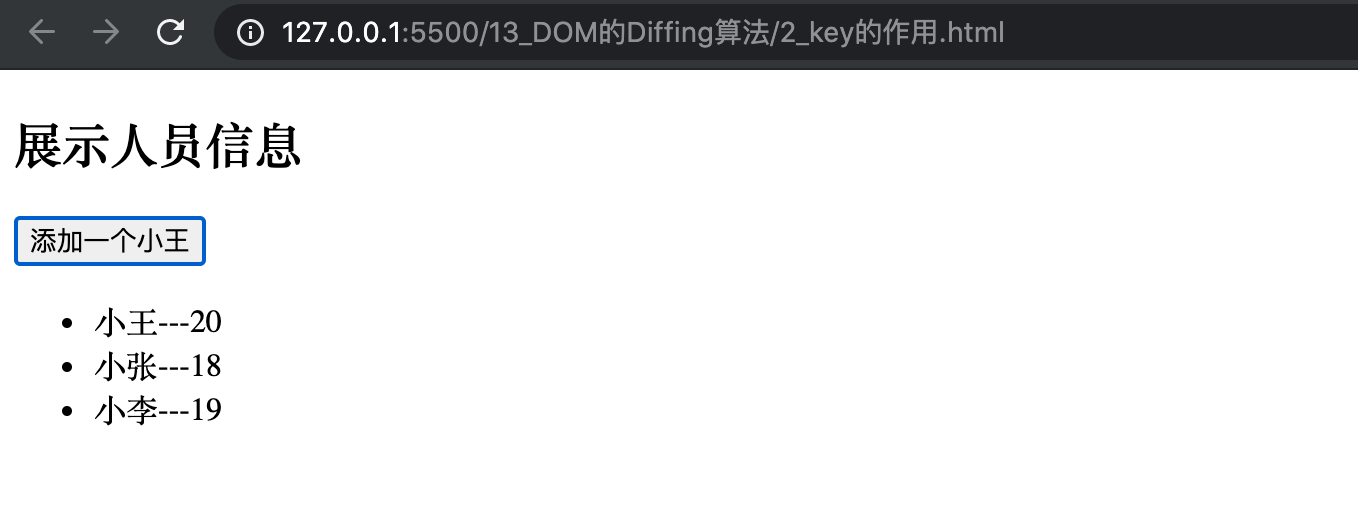 127.0.0.1:5500/13_DOM的Diffing算法/2_key的作用.html
展示人员信息
添加一个小王
小王---20
小张---18
小李---19